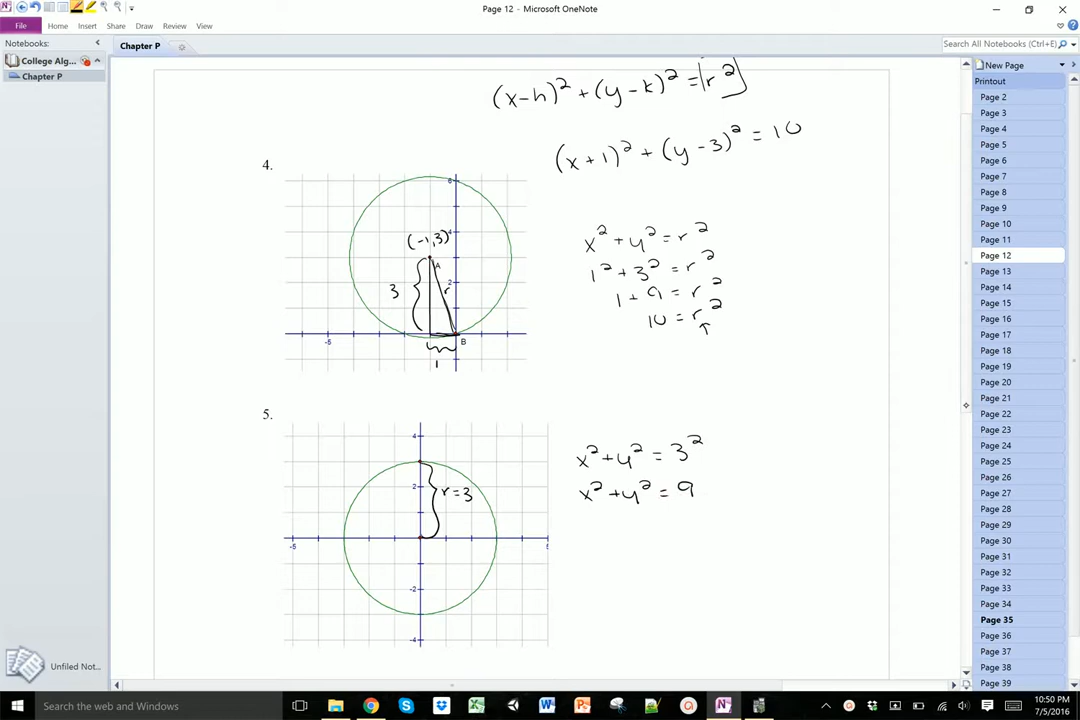 Page 12 - Microsoft OneNote
File Home Insert Share Draw Review View
Notebooks:
College Alg...
Chapter P
Chapter P
Search All Notebooks (Ctrl+E)
(x-h)² + (y-k)² = r²
(x+1)² + (y-3)² = 10
4.
6
4
2
-5
(-1,3)
A
3
r
B
1
x² + y² = r²
1² + 3² = r²
1 + 9 = r²
10 = r²
↑
5.
4
2
-2
-4
-5
5
r=3
x² + y² = 3²
x² + y² = 9
New Page
Printout
Page 2
Page 3
Page 4
Page 5
Page 6
Page 7
Page 8
Page 9
Page 10
Page 11
Page 12
Page 13
Page 14
Page 15
Page 16
Page 17
Page 18
Page 19
Page 20
Page 21
Page 22
Page 23
Page 24
Page 25
Page 26
Page 27
Page 28
Page 29
Page 30
Page 31
Page 32
Page 33
Page 34
Page 35
Page 36
Page 37
Page 38
Page 39
Unfiled Not...
Search the web and Windows
10:50 PM
7/5/2016